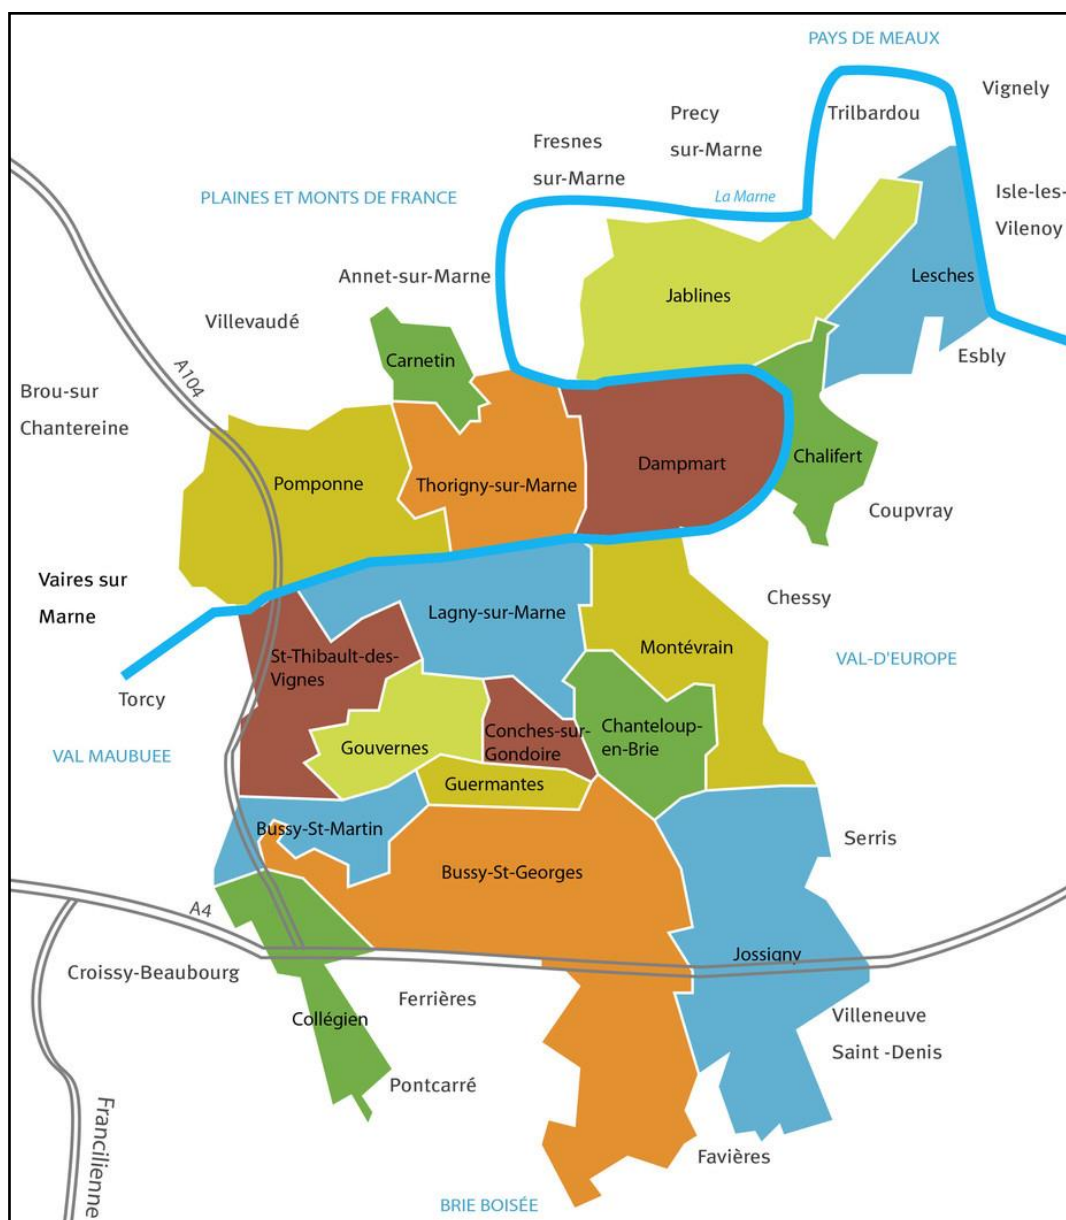 PAYS DE MEAUX
Vignely
Precy
sur-Marne
Trilbardou
Fresnes
sur-Marne
PLAINES ET MONTS DE FRANCE
La Marne
Isle-les-
Vilenoy
Annet-sur-Marne
Jablines
Lesches
Villevaudé
Carnetin
Esbly
A104
Brou-sur
Chantereine
Pomponne
Thorigny-sur-Marne
Dampmart
Chalifert
Coupvray
Vaires sur
Marne
Lagny-sur-Marne
Chessy
Montévrain
St-Thibault-des-
Vignes
VAL-D'EUROPE
Torcy
VAL MAUBUEE
Gouvernes
Conches-sur-
Gondoire
Chanteloup-
en-Brie
Guermantes
Bussy-St-Martin
Serris
Bussy-St-Georges
A4
Jossigny
Croissy-Beaubourg
Ferrières
Collégien
Villeneuve
Saint -Denis
Pontcarré
Francilienne
Favières
BRIE BOISÉE